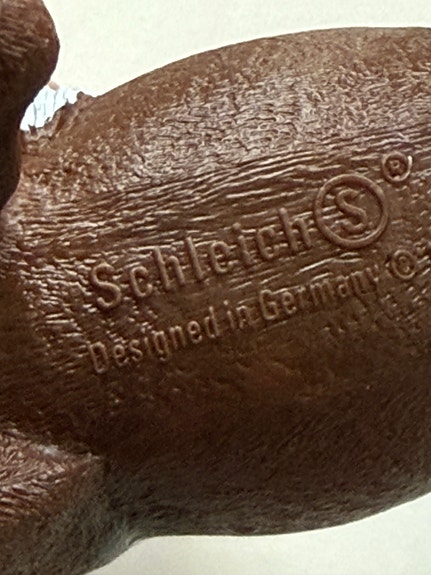 Schleich Ⓢ®
Designed in Germany ©